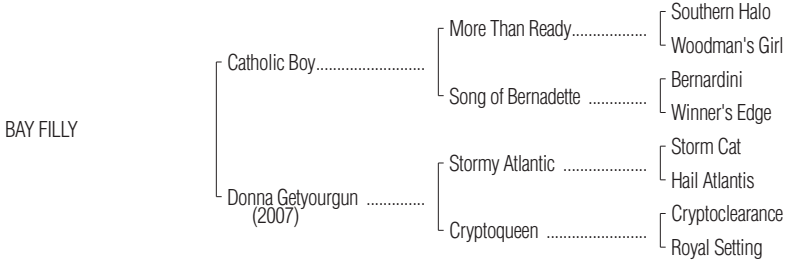 Southern Halo
More Than Ready..................
Woodman's Girl
Catholic Boy..........................
Bernardini
Song of Bernadette ..............
Winner's Edge
BAY FILLY
Storm Cat
Stormy Atlantic ....................
Hail Atlantis
Donna Getyourgun ..............
(2007)
Cryptoclearance
Cryptoqueen ........................
Royal Setting